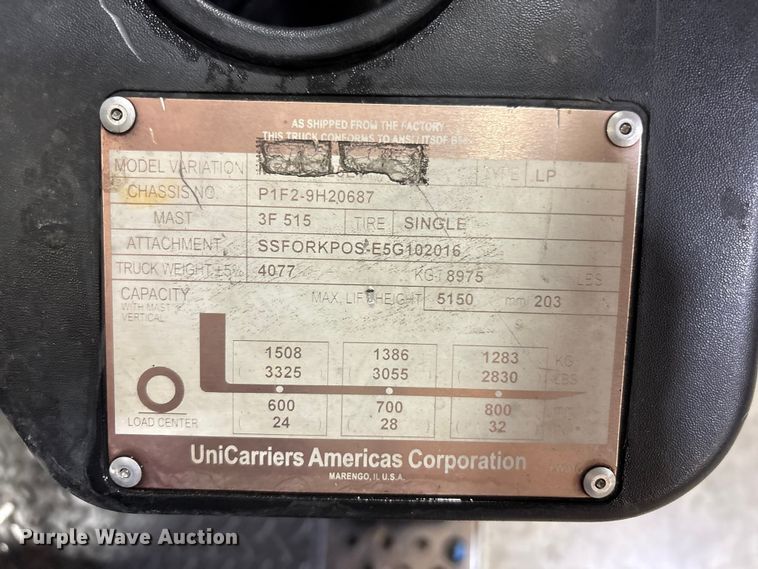 AS SHIPPED FROM THE FACTORY
THIS TRUCK CONFORMS TO ANSI / ITSDF
MODEL VARIATION LP
CHASSIS NO. P1F2-9H20687
MAST 3F 515 TIRE SINGLE
ATTACHMENT SSFORKPOS-E5G102016
TRUCK WEIGHT ±5% 4077 KG 8975 LBS
CAPACITY MAX. LIFT HEIGHT 5150 mm 203
WITH MAST
VERTICAL
1508 1386 1283 KG
3325 3055 ( 2830 ) LBS
600 700 800
LOAD CENTER ( 24 ) ( 28 ) ( 32 )
UniCarriers Americas Corporation
MARENGO, IL U.S.A.
Purple Wave Auction